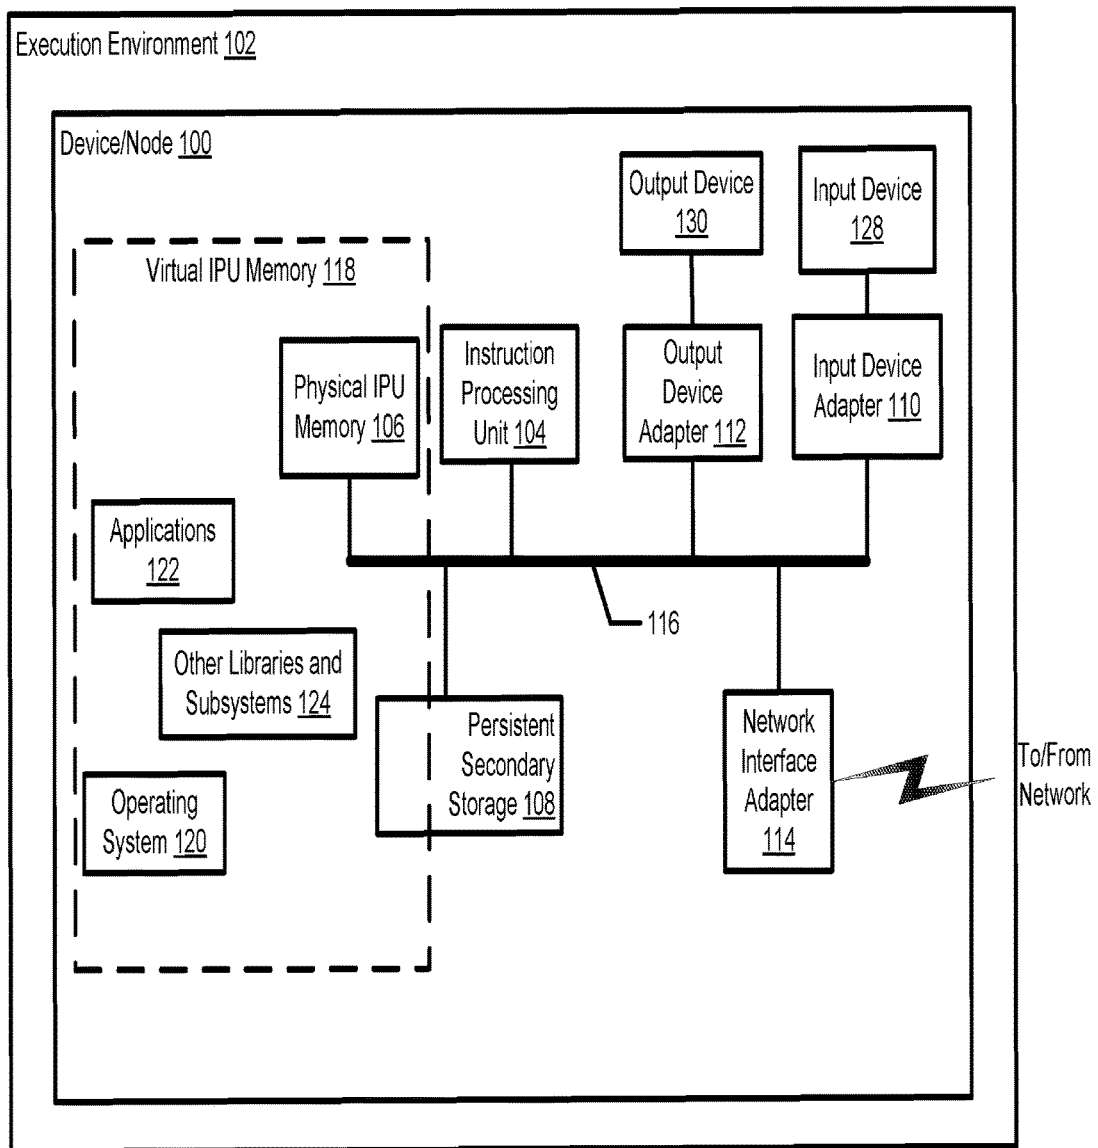 Execution Environment 102
Device/Node 100
Output Device
130
Input Device
128
Virtual IPU Memory 118
Physical IPU
Memory 106
Instruction
Processing
Unit 104
Output
Device
Adapter 112
Input Device
Adapter 110
Applications
122
116
Other Libraries and
Subsystems 124
Persistent
Secondary
Storage 108
Network
Interface
Adapter
114
To/From
Network
Operating
System 120